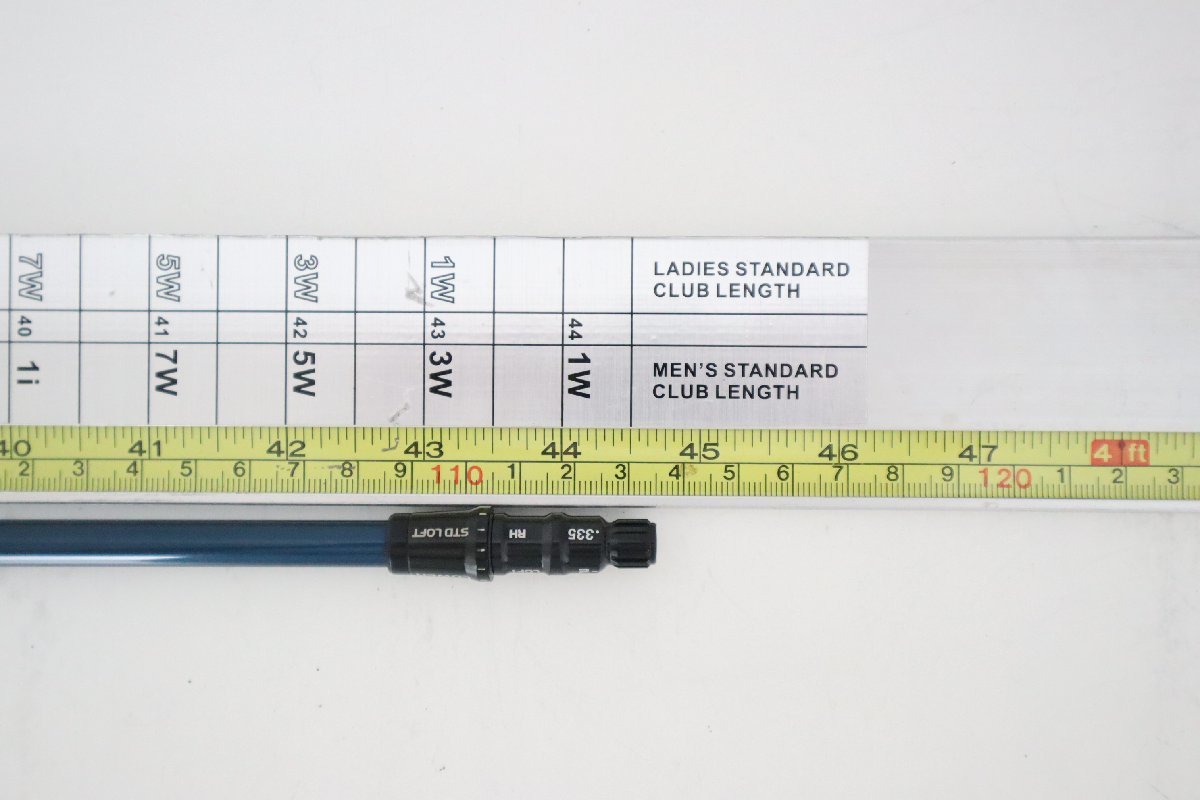 7W 5W 3W 1W LADIES STANDARD
CLUB LENGTH
40 41 42 43 44
1i 7W 5W 3W 1W MEN'S STANDARD
CLUB LENGTH
40 41 42 43 44 45 46 47 4 ft
2 3 4 5 6 7 8 9 110 1 2 3 4 5 6 7 8 9 120 1 2 3
STD LOFT RH .335